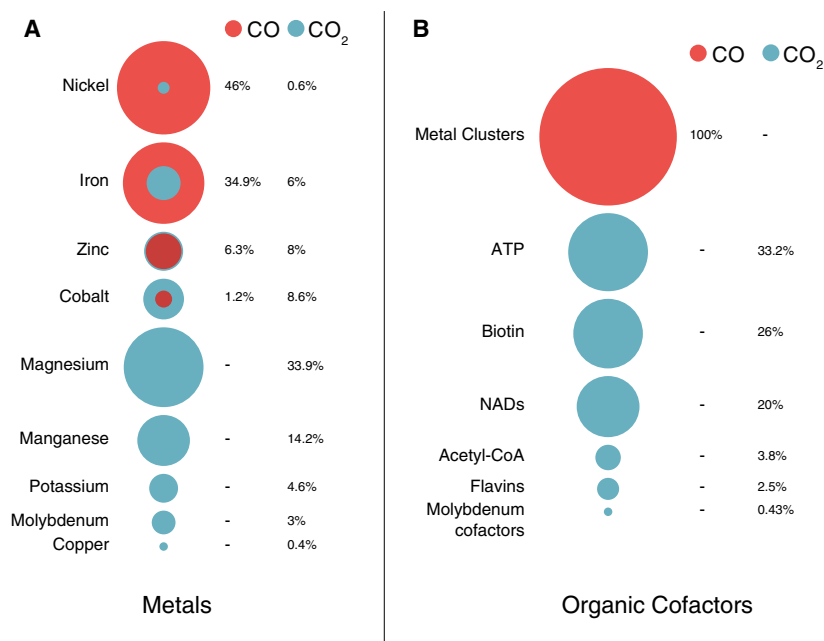 A
CO CO2
Nickel 46% 0.6%
Iron 34.9% 6%
Zinc 6.3% 8%
Cobalt 1.2% 8.6%
Magnesium - 33.9%
Manganese - 14.2%
Potassium - 4.6%
Molybdenum - 3%
Copper - 0.4%
Metals
B
CO CO2
Metal Clusters 100% -
ATP - 33.2%
Biotin - 26%
NADs - 20%
Acetyl-CoA - 3.8%
Flavins - 2.5%
Molybdenum - 0.43%
cofactors
Organic Cofactors